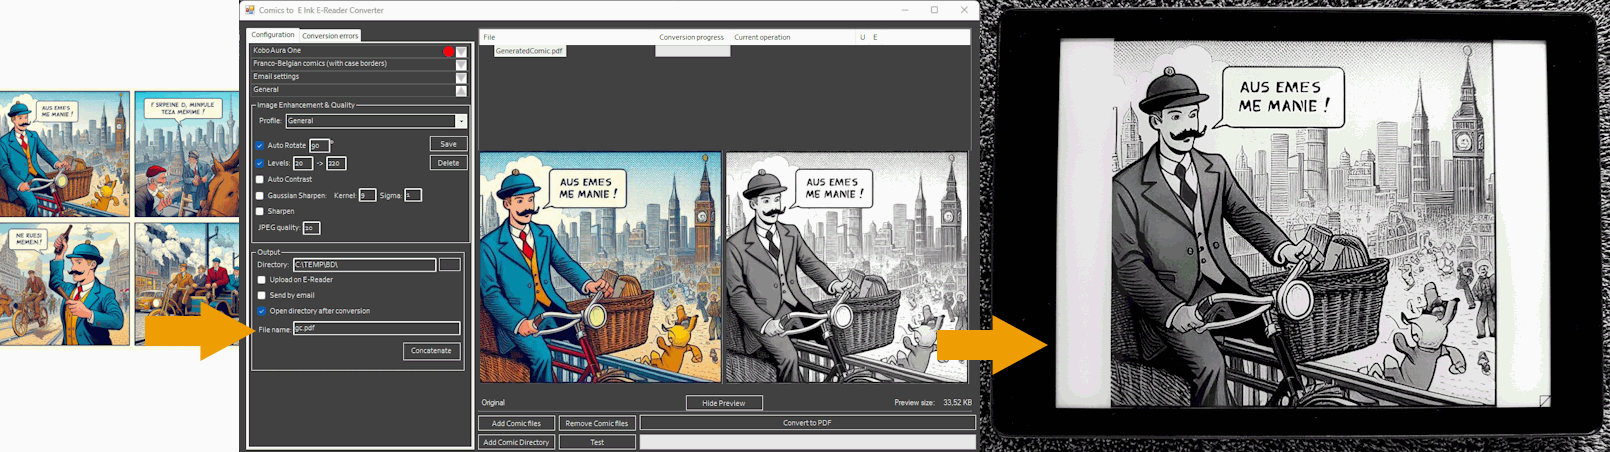 AUS EMES
ME MANIE !
F SRPEINE D, MINPULE
TEZA MERIME !
NE RUESI
MEMEN !
Comics to E Ink E-Reader Converter
Configuration
Conversion errors
Kobo Aura One
Franco-Belgian comics (with case borders)
Email settings
General
Image Enhancement & Quality
Profile: General
Auto Rotate 90 °
Save
Levels: 20 -> 220
Delete
Auto Contrast
Gaussian Sharpen: Kernel: 9 Sigma: 1
Sharpen
JPEG quality: 20
Output
Directory: C:\TEMP\BD\
Upload on E-Reader
Send by email
Open directory after conversion
File name: gc.pdf
Concatenate
File Conversion progress Current operation U E
GeneratedComic.pdf
AUS EMES
ME MANIE !
AUS EMES
ME MANIE !
Original
Hide Preview
Preview size: 33,52 KB
Add Comic files
Remove Comic files
Convert to PDF
Add Comic Directory
Test
AUS EMES
ME MANIE !